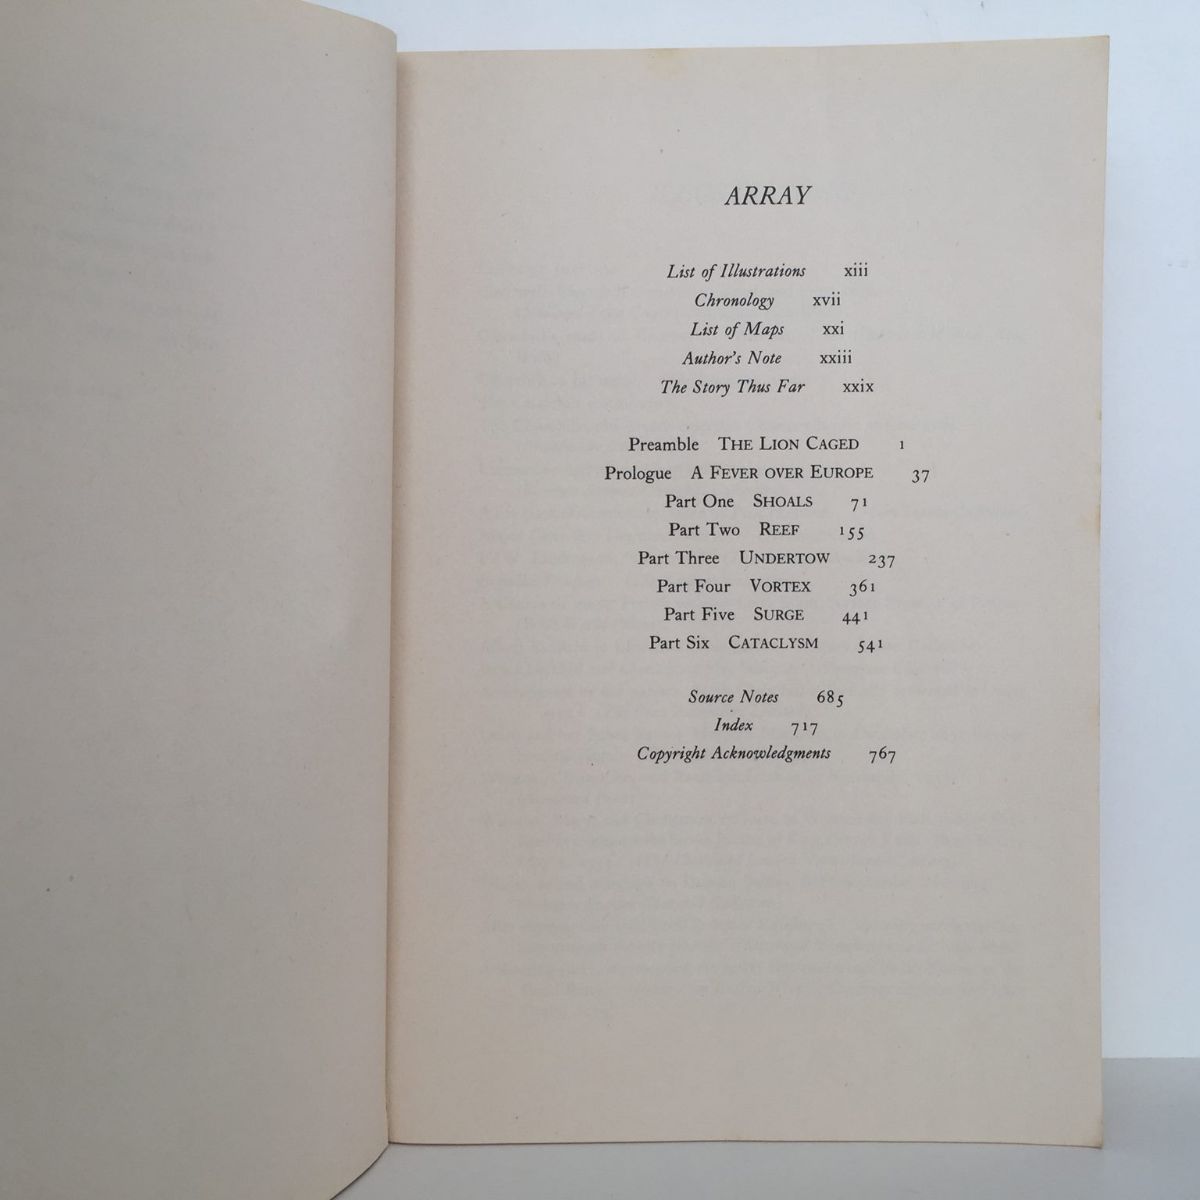 ARRAY
List of Illustrations xiii
Chronology xvii
List of Maps xxi
Author's Note xxiii
The Story Thus Far xxix
Preamble THE LION CAGED 1
Prologue A FEVER OVER EUROPE 37
Part One SHOALS 71
Part Two REEF 155
Part Three UNDERTOW 237
Part Four VORTEX 361
Part Five SURGE 441
Part Six CATACLYSM 541
Source Notes 685
Index 717
Copyright Acknowledgments 767